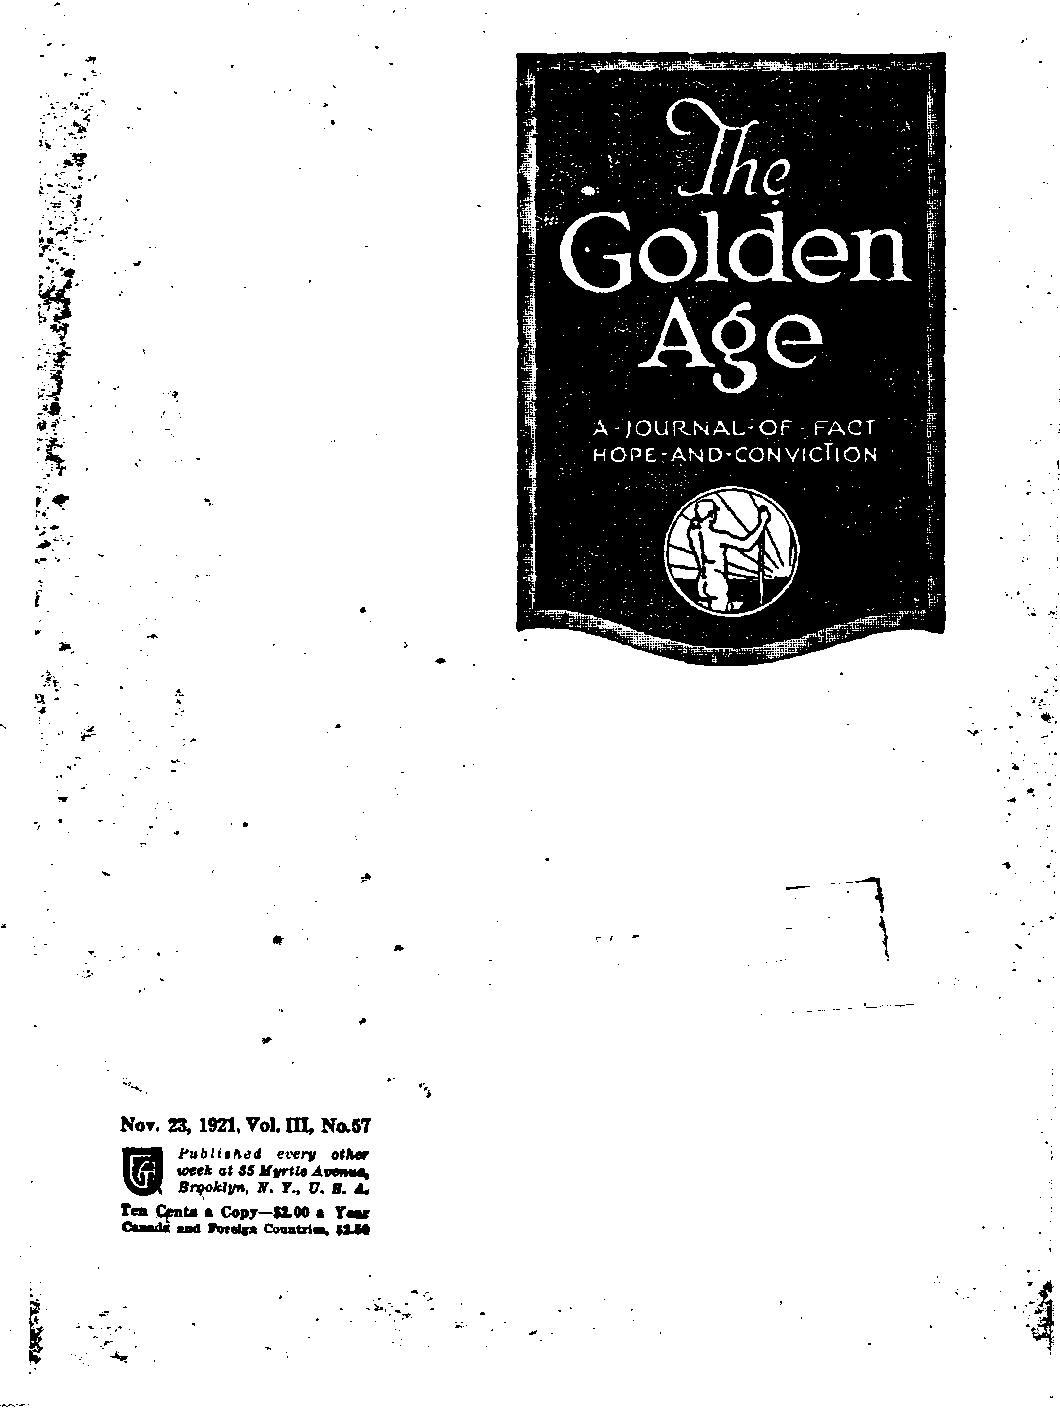 The
Golden
Age
A-JOURNAL-OF-FACT
HOPE-AND-CONVICTION
Nov. 23, 1921, Vol. III, No.57
Published every other
week at 35 Myrtle Avenue,
Brooklyn, N. Y., U. S. A.
Ten Cents a Copy—$2.00 a Year
Canada and Foreign Countries, $2.50